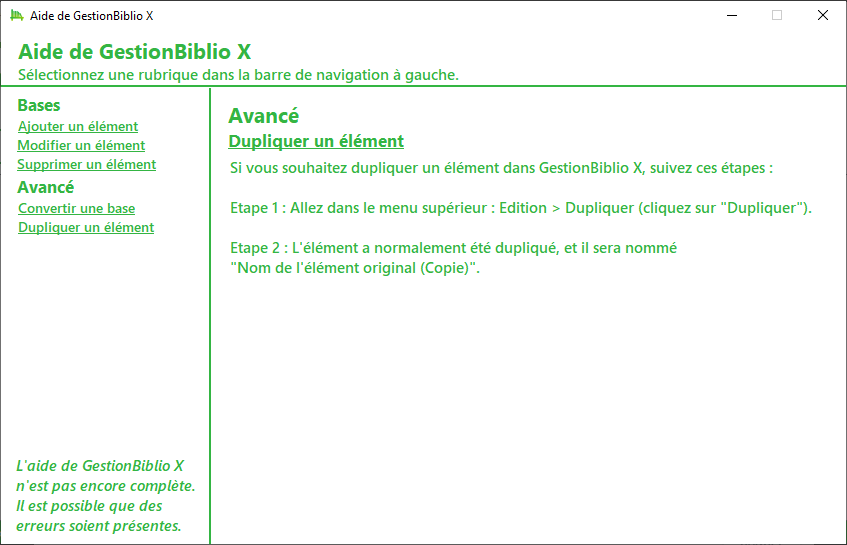 Aide de GestionBiblio X
Aide de GestionBiblio X
Sélectionnez une rubrique dans la barre de navigation à gauche.
Bases
Ajouter un élément
Modifier un élément
Supprimer un élément
Avancé
Convertir une base
Dupliquer un élément
L'aide de GestionBiblio X
n'est pas encore complète.
Il est possible que des
erreurs soient présentes.
Avancé
Dupliquer un élément
Si vous souhaitez dupliquer un élément dans GestionBiblio X, suivez ces étapes :
Etape 1 : Allez dans le menu supérieur : Edition > Dupliquer (cliquez sur "Dupliquer").
Etape 2 : L'élément a normalement été dupliqué, et il sera nommé
"Nom de l'élément original (Copie)".